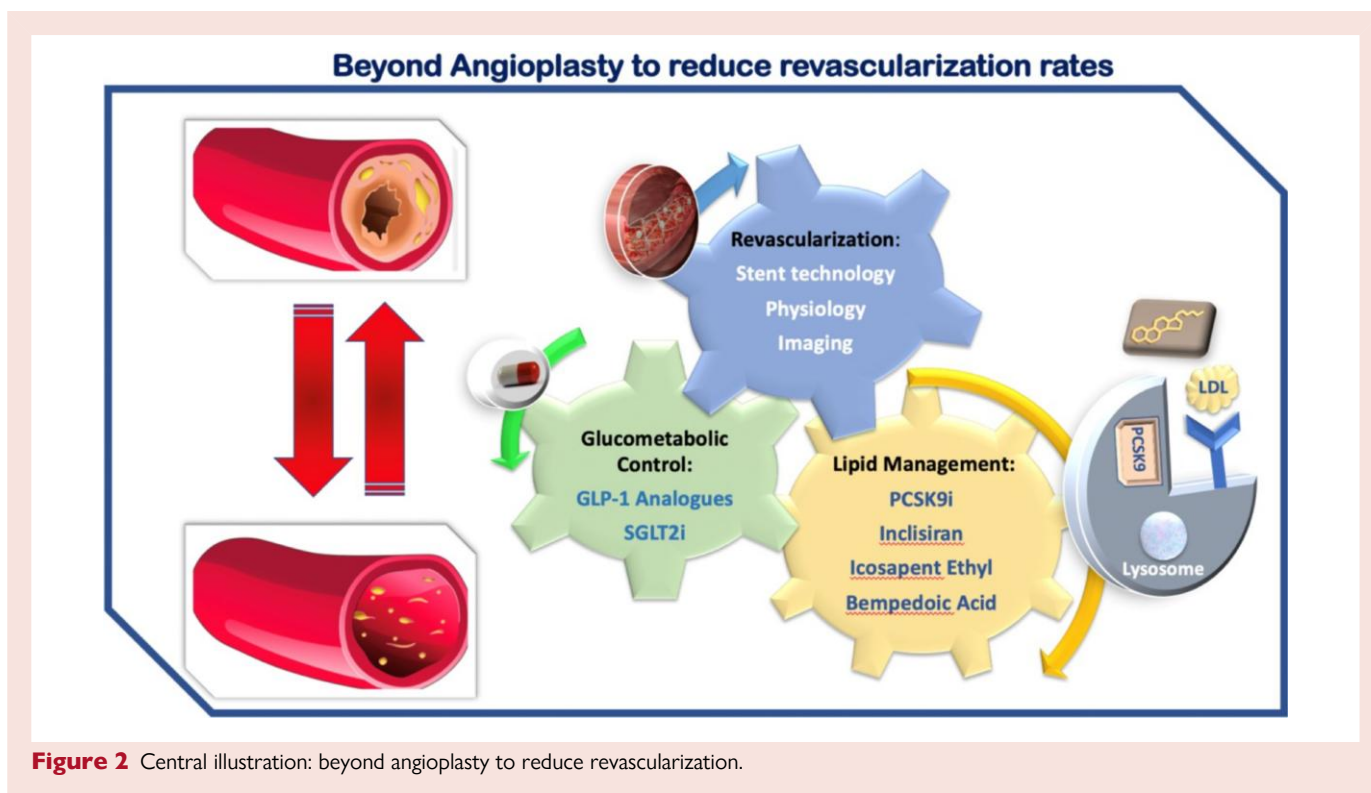 Beyond Angioplasty to reduce revascularization rates
Revascularization:
Stent technology
Physiology
Imaging
Glucometabolic
Control:
GLP-1 Analogues
SGLT2i
Lipid Management:
PCSK9i
Inclisiran
Icosapent Ethyl
Bempedoic Acid
LDL
PCSK9
Lysosome
Figure 2 Central illustration: beyond angioplasty to reduce revascularization.